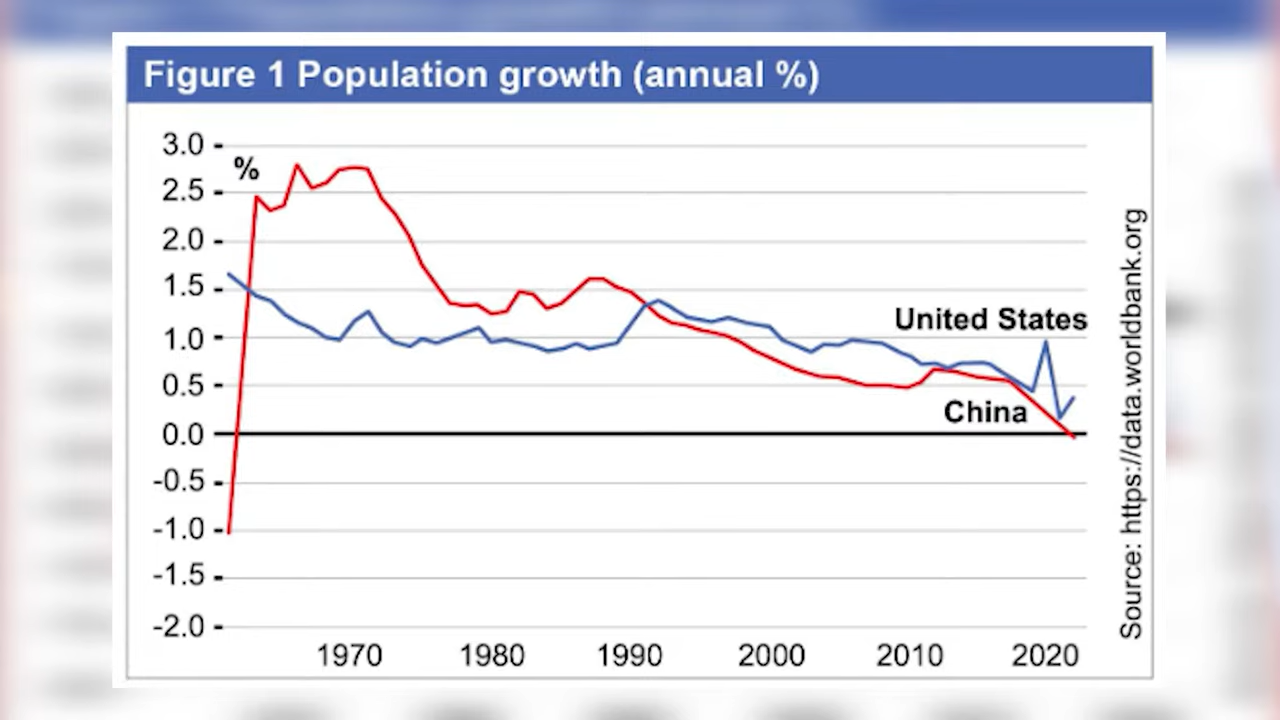 Figure 1 Population growth (annual %)
3.0
%
2.5
2.0
1.5
1.0
0.5
0.0
-0.5
-1.0
-1.5
-2.0
United States
China
1970 1980 1990 2000 2010 2020
Source: https://data.worldbank.org